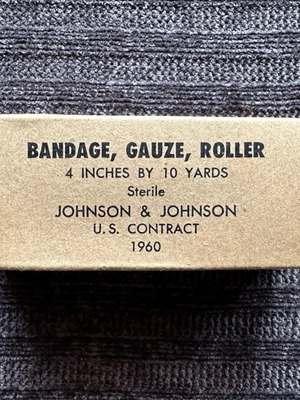 BANDAGE, GAUZE, ROLLER
4 INCHES BY 10 YARDS
Sterile
JOHNSON & JOHNSON
U.S. CONTRACT
1960